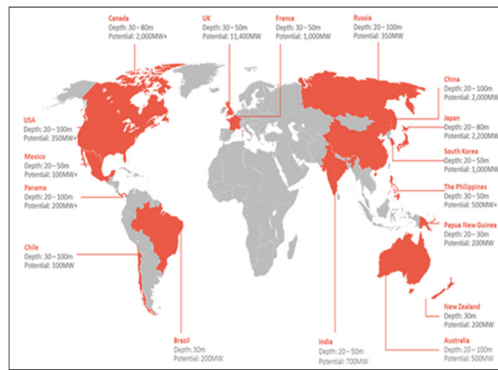 Canada
Depth: 30 – 80m
Potential: 2,000MW+
UK
Depth: 30 – 50m
Potential: 11,400MW
France
Depth: 30 – 50m
Potential: 1,000MW
Russia
Depth: 20 – 100m
Potential: 350MW
China
Depth: 20 – 100m
Potential: 2,000MW
USA
Depth: 20 – 100m
Potential: 350MW+
Japan
Depth: 20 – 80m
Potential: 2,200MW
Mexico
Depth: 20 – 50m
Potential: 100MW+
South Korea
Depth: 20 – 50m
Potential: 1,000MW
Panama
Depth: 20 – 100m
Potential: 200MW+
The Philippines
Depth: 30 – 50m
Potential: 500MW+
Papua New Guinea
Depth: 20 – 30m
Potential: 200MW
Chile
Depth: 30 – 100m
Potential: 100MW
New Zealand
Depth: 30m
Potential: 200MW
Brazil
Depth: 30m
Potential: 200MW
India
Depth: 20 – 50m
Potential: 700MW
Australia
Depth: 20 – 100m
Potential: 500MW